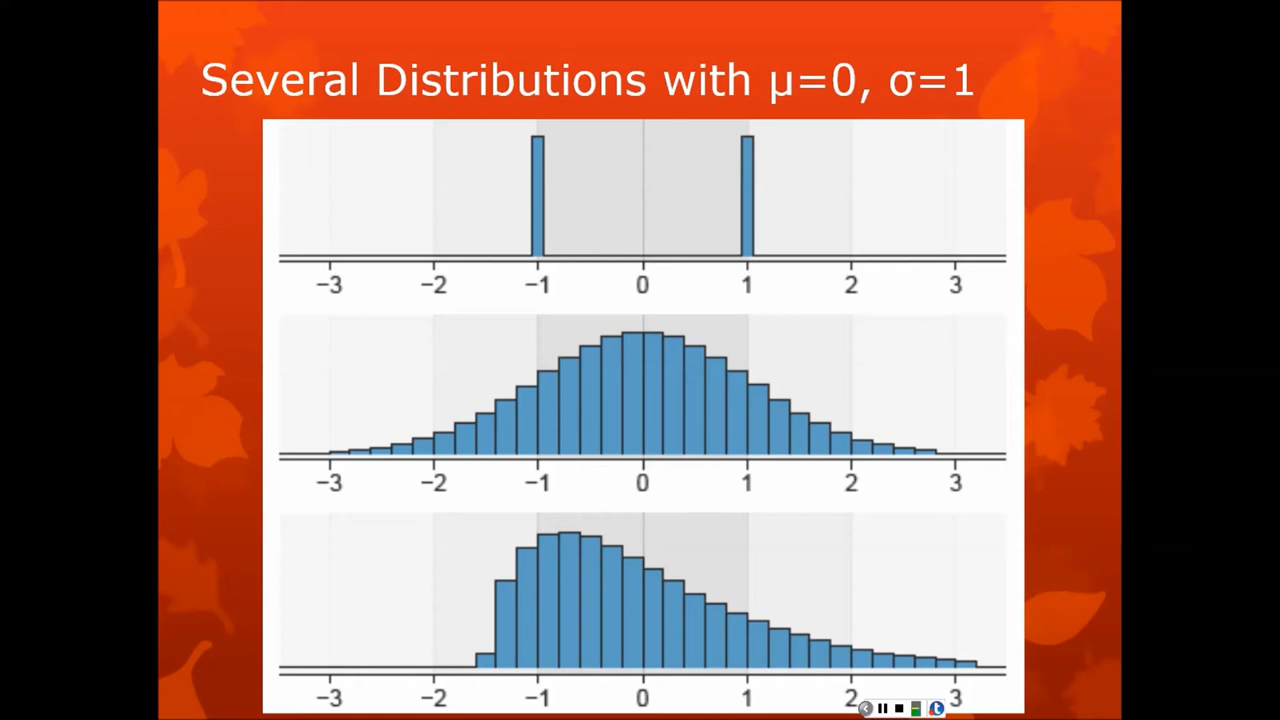 Several Distributions with μ=0, σ=1
−3 −2 −1 0 1 2 3
−3 −2 −1 0 1 2 3
−3 −2 −1 0 1 2 3
t